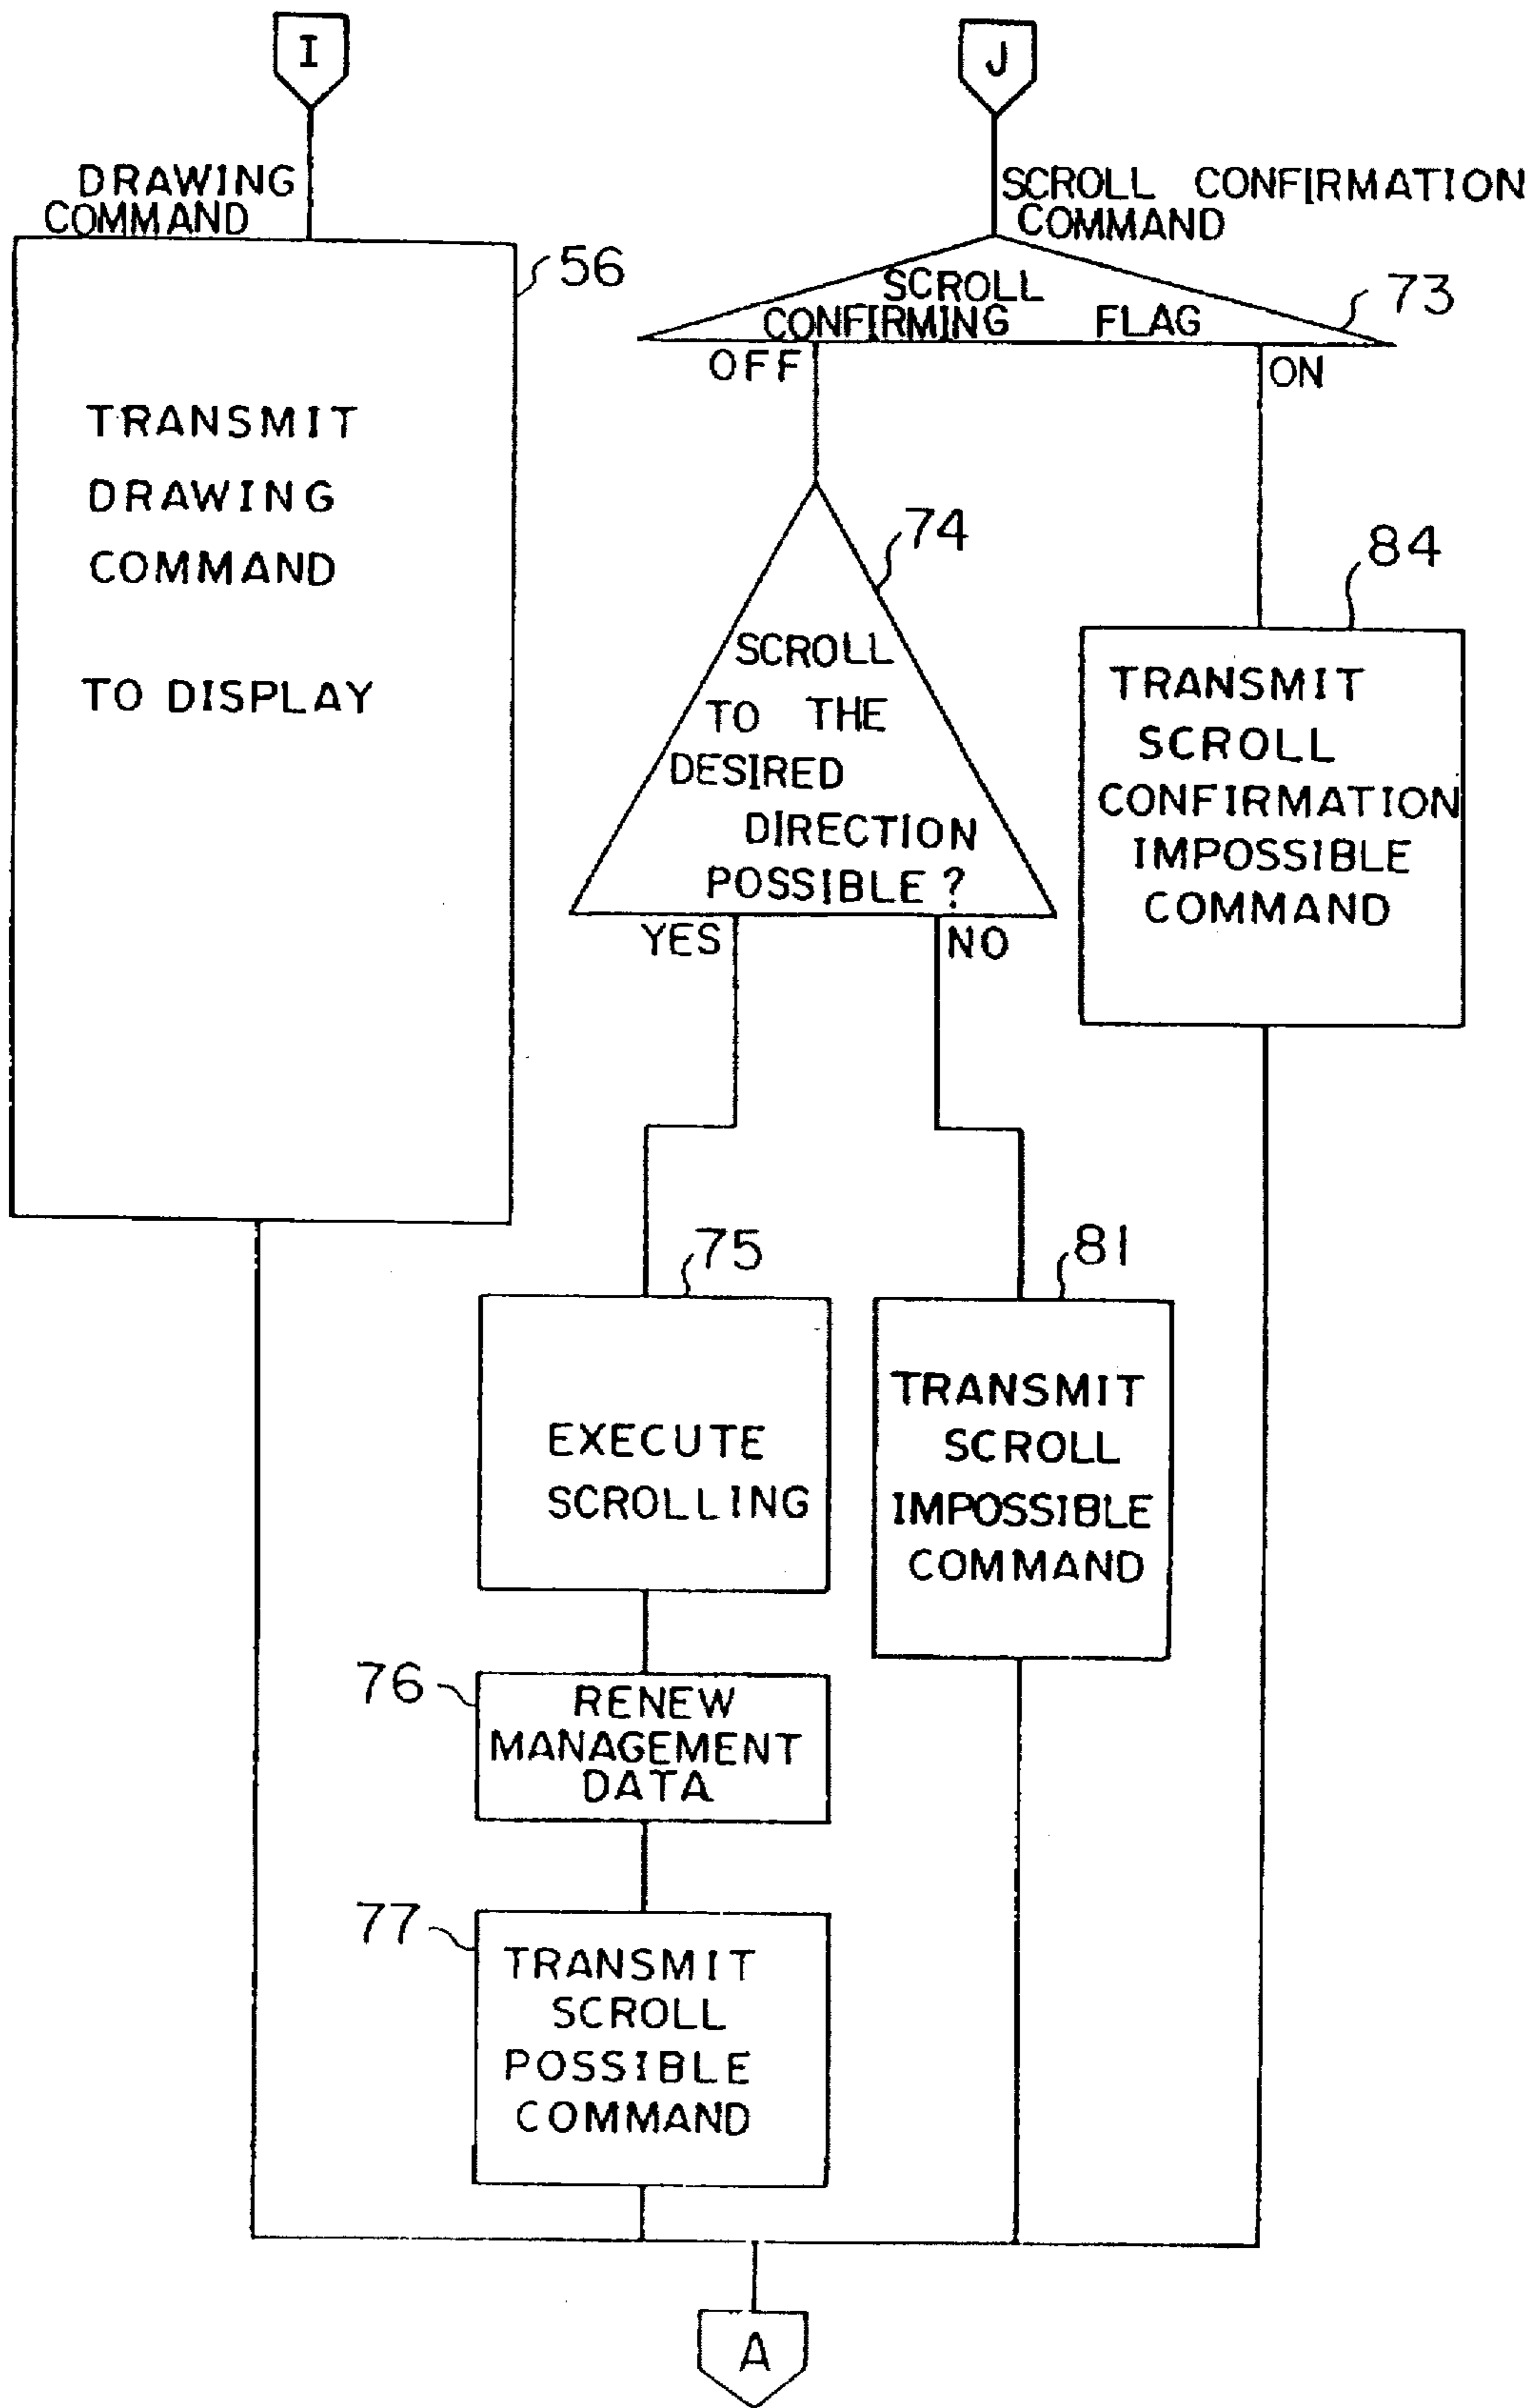 I
DRAWING
COMMAND
56
TRANSMIT
DRAWING
COMMAND
TO DISPLAY
J
SCROLL CONFIRMATION
COMMAND
SCROLL
CONFIRMING FLAG
73
OFF
ON
74
SCROLL
TO THE
DESIRED
DIRECTION
POSSIBLE ?
YES
NO
84
TRANSMIT
SCROLL
CONFIRMATION
IMPOSSIBLE
COMMAND
75
EXECUTE
SCROLLING
81
TRANSMIT
SCROLL
IMPOSSIBLE
COMMAND
76
RENEW
MANAGEMENT
DATA
77
TRANSMIT
SCROLL
POSSIBLE
COMMAND
A